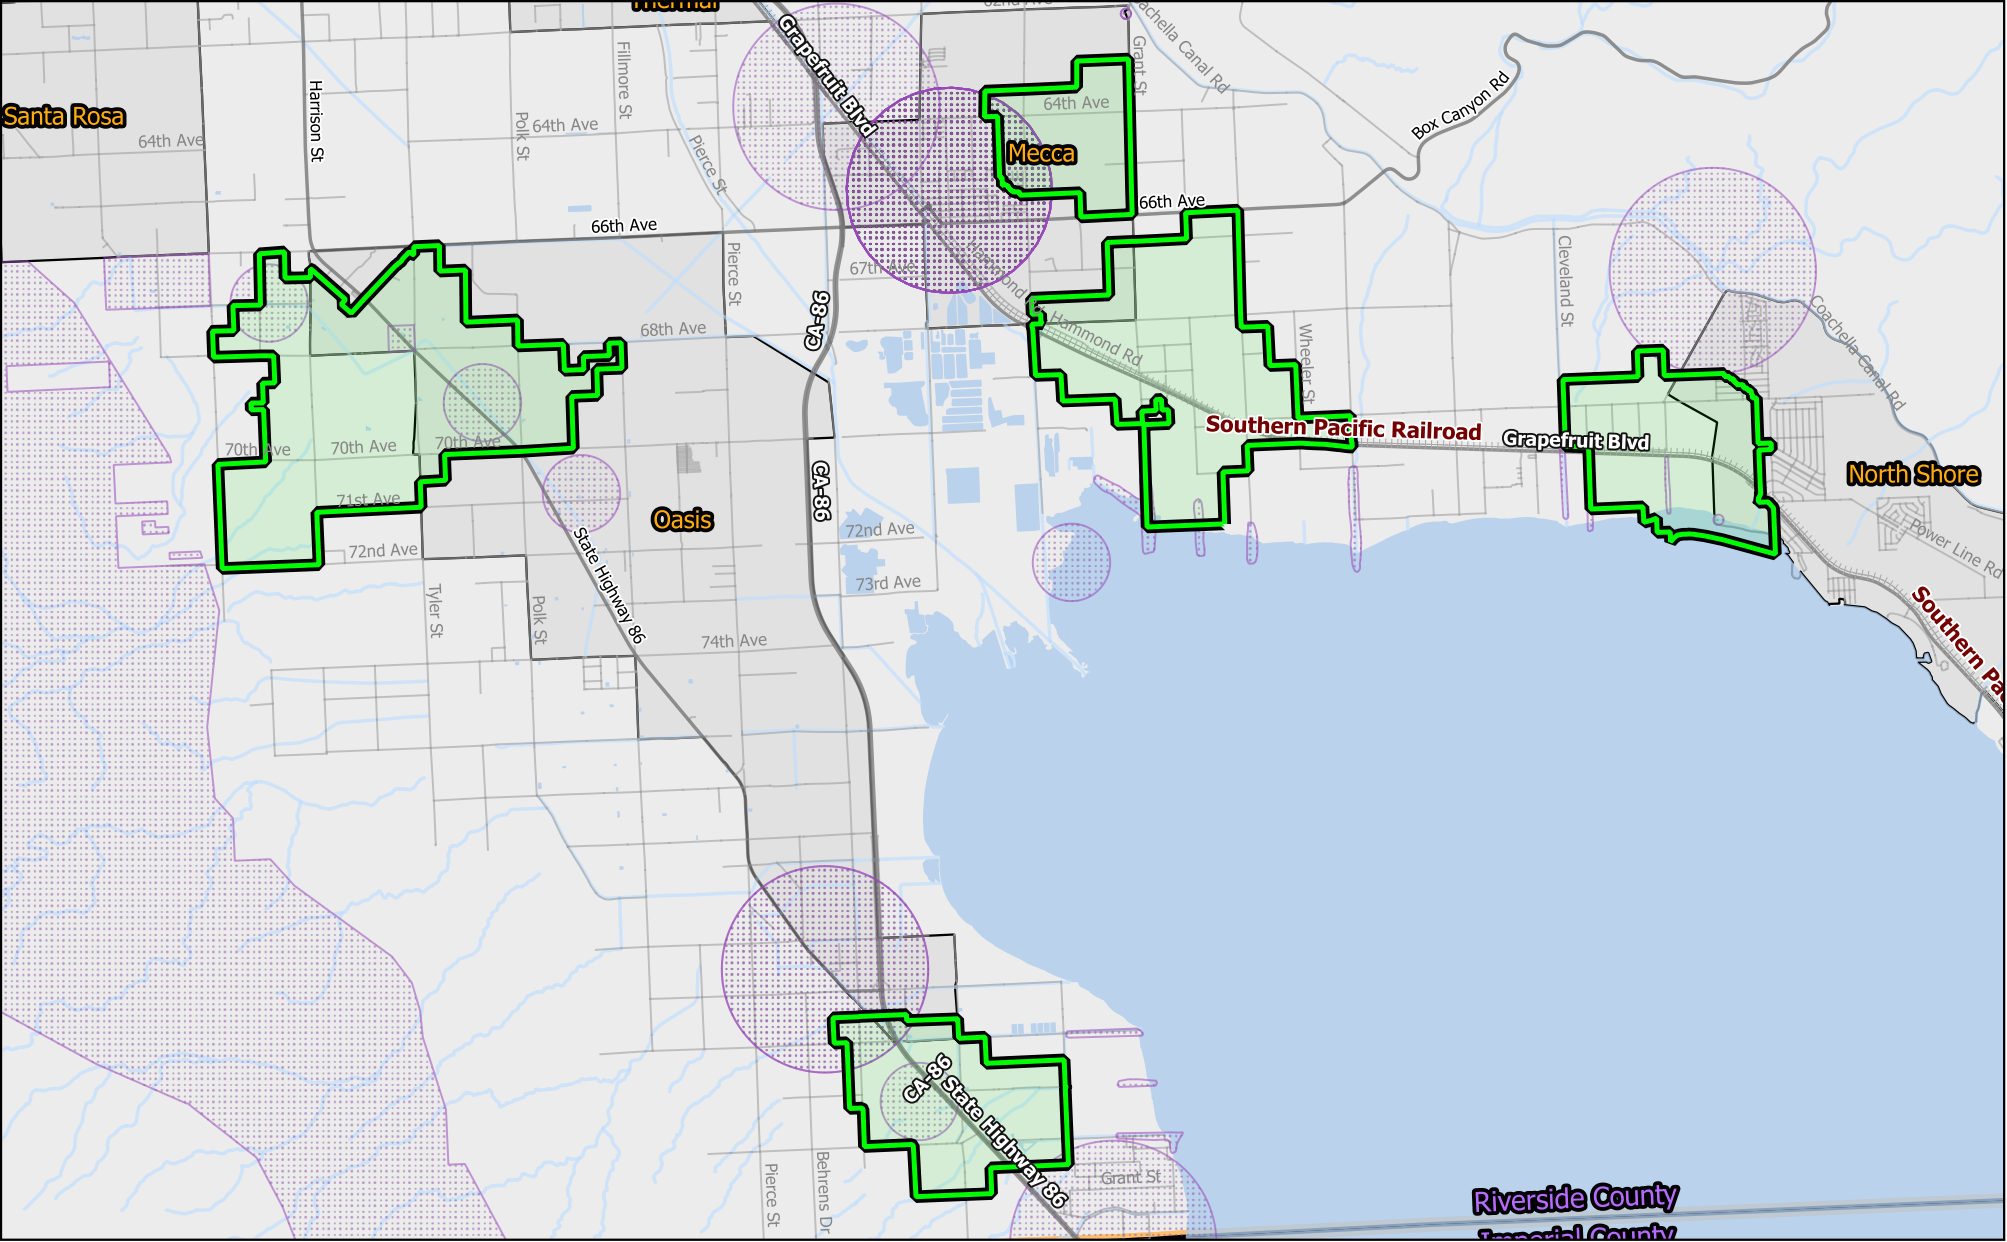 Thermal
62nd Ave
Coachella Canal Rd
Grapefruit Blvd
Grant St
Fillmore St
Harrison St
Box Canyon Rd
Santa Rosa
64th Ave
Polk St
64th Ave
64th Ave
Mecca
Pierce St
66th Ave
66th Ave
67th Ave
Hammond Rd
Pierce St
Cleveland St
68th Ave
CA-86
Hammond Rd
Wheeler St
Coachella Canal Rd
Southern Pacific Railroad
Grapefruit Blvd
70th Ave
70th Ave
70th Ave
North Shore
71st Ave
CA-86
Oasis
72nd Ave
72nd Ave
Power Line Rd
State Highway 86
73rd Ave
Tyler St
Polk St
74th Ave
Southern Pac
CA-86
State Highway 86
Grant St
Pierce St
Behrens Dr
Riverside County
Imperial County